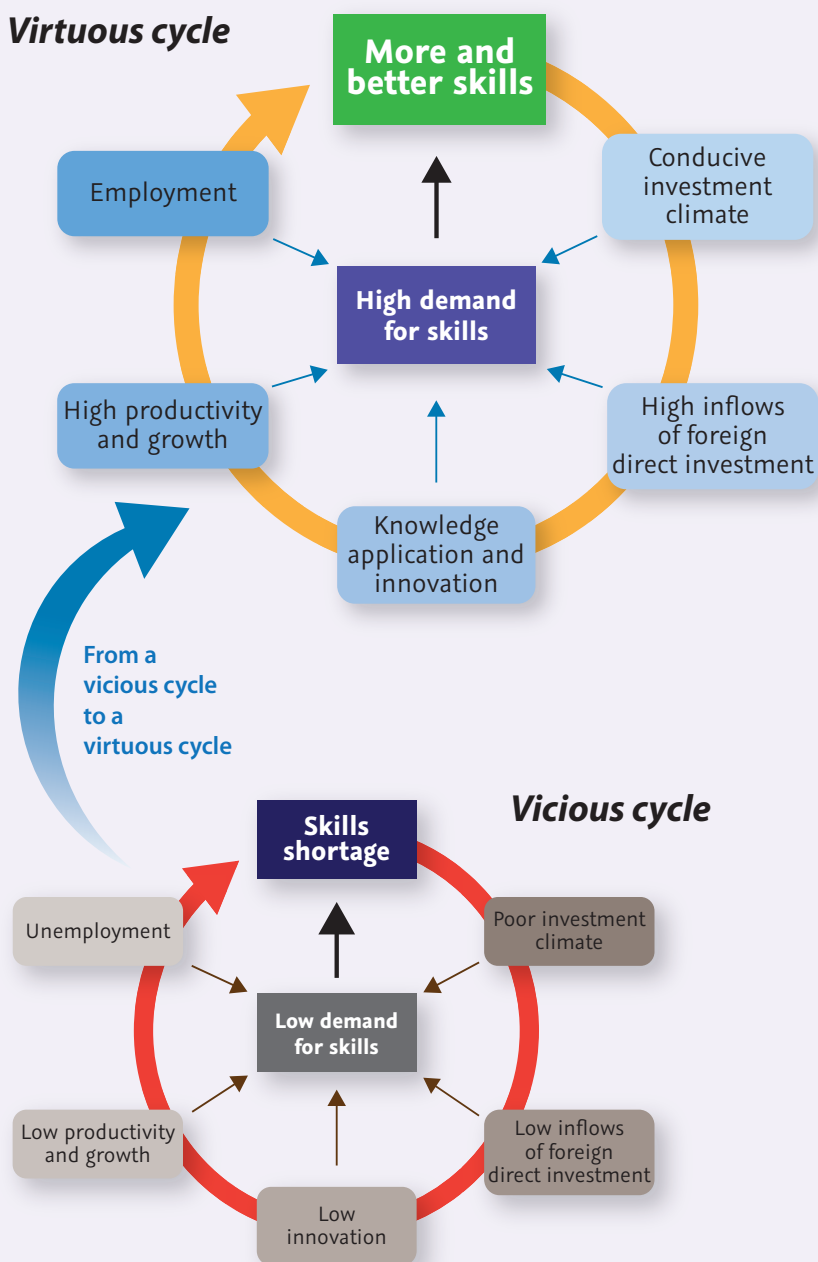 Virtuous cycle
More and
better skills
Employment
Conducive
investment
climate
High demand
for skills
High productivity
and growth
High inflows
of foreign
direct investment
Knowledge
application and
innovation
From a
vicious cycle
to a
virtuous cycle
Vicious cycle
Skills
shortage
Unemployment
Poor investment
climate
Low demand
for skills
Low productivity
and growth
Low inflows
of foreign
direct investment
Low
innovation